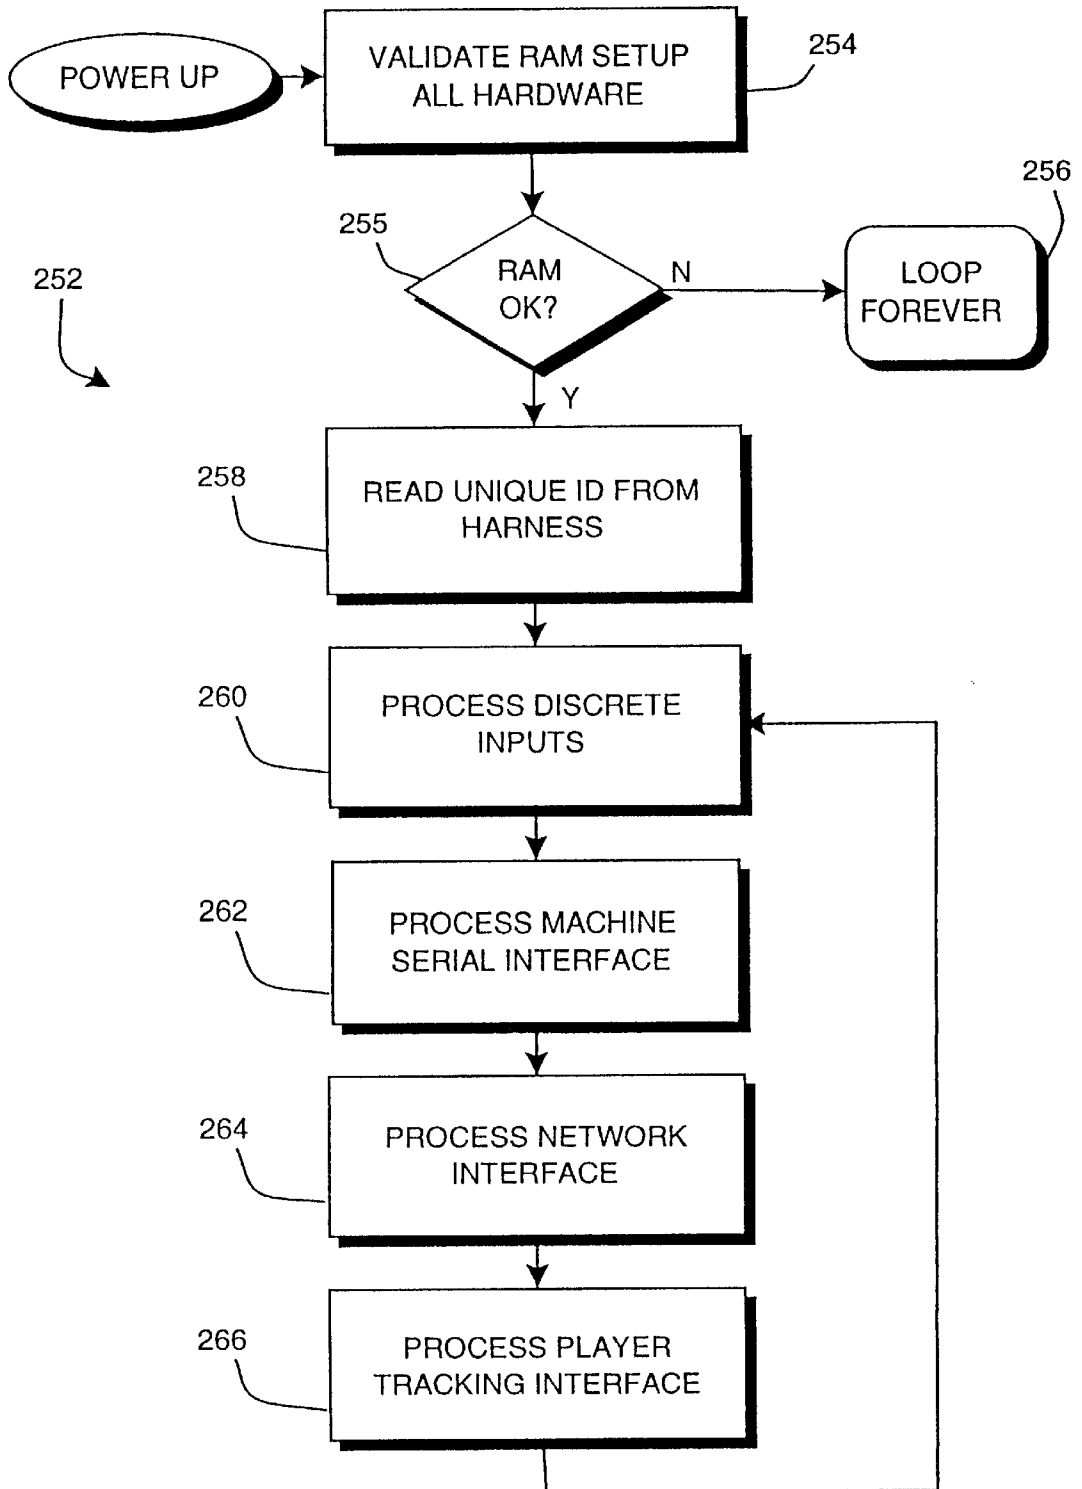 POWER UP
VALIDATE RAM SETUP
ALL HARDWARE
254
256
255
RAM
OK?
N
LOOP
FOREVER
252
Y
258
READ UNIQUE ID FROM
HARNESS
260
PROCESS DISCRETE
INPUTS
262
PROCESS MACHINE
SERIAL INTERFACE
264
PROCESS NETWORK
INTERFACE
266
PROCESS PLAYER
TRACKING INTERFACE